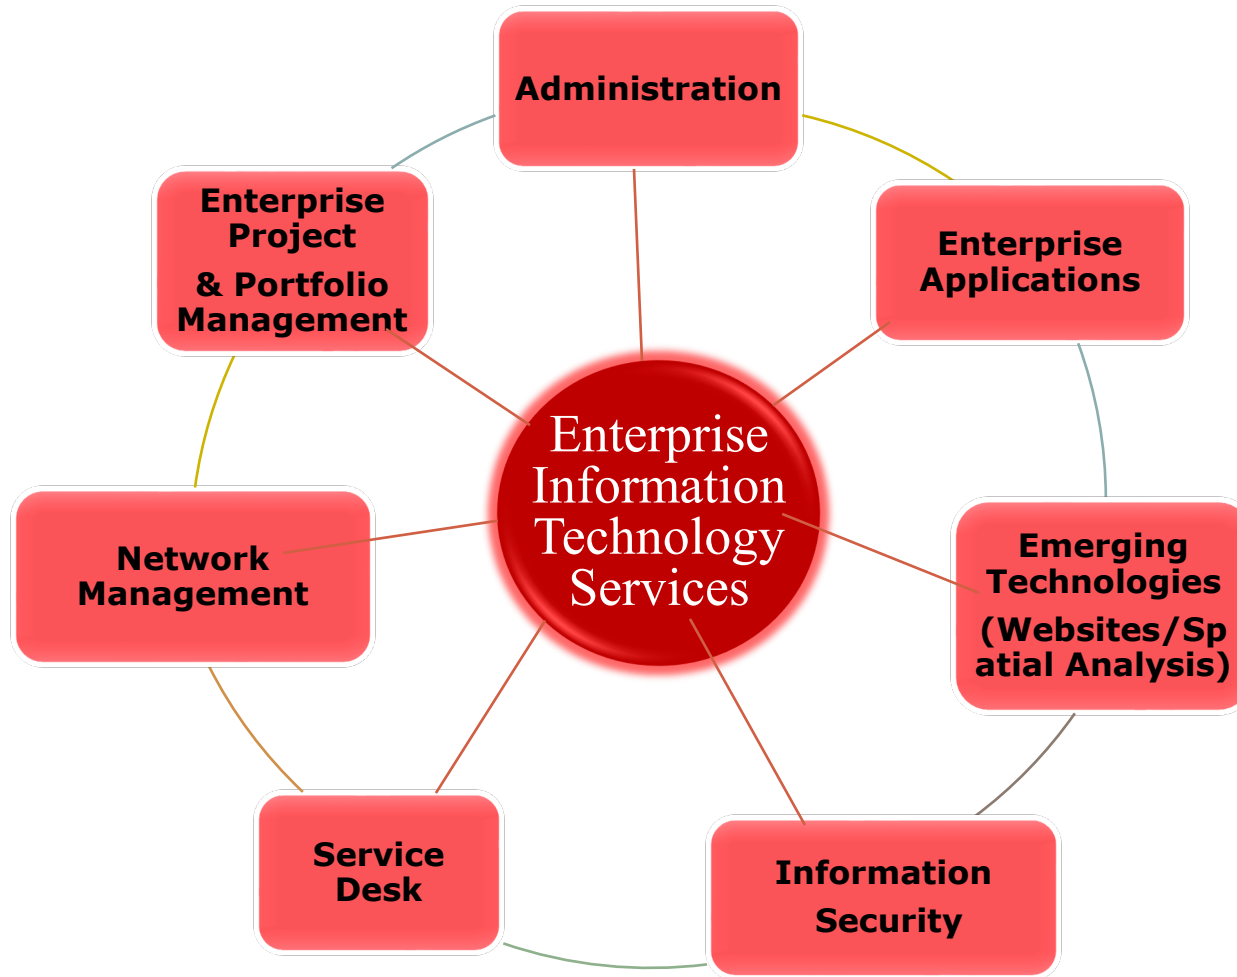 Administration
Enterprise
Project
& Portfolio
Management
Enterprise
Applications
Enterprise
Information
Technology
Services
Network
Management
Emerging
Technologies
(Websites/Sp
atial Analysis)
Service
Desk
Information
Security